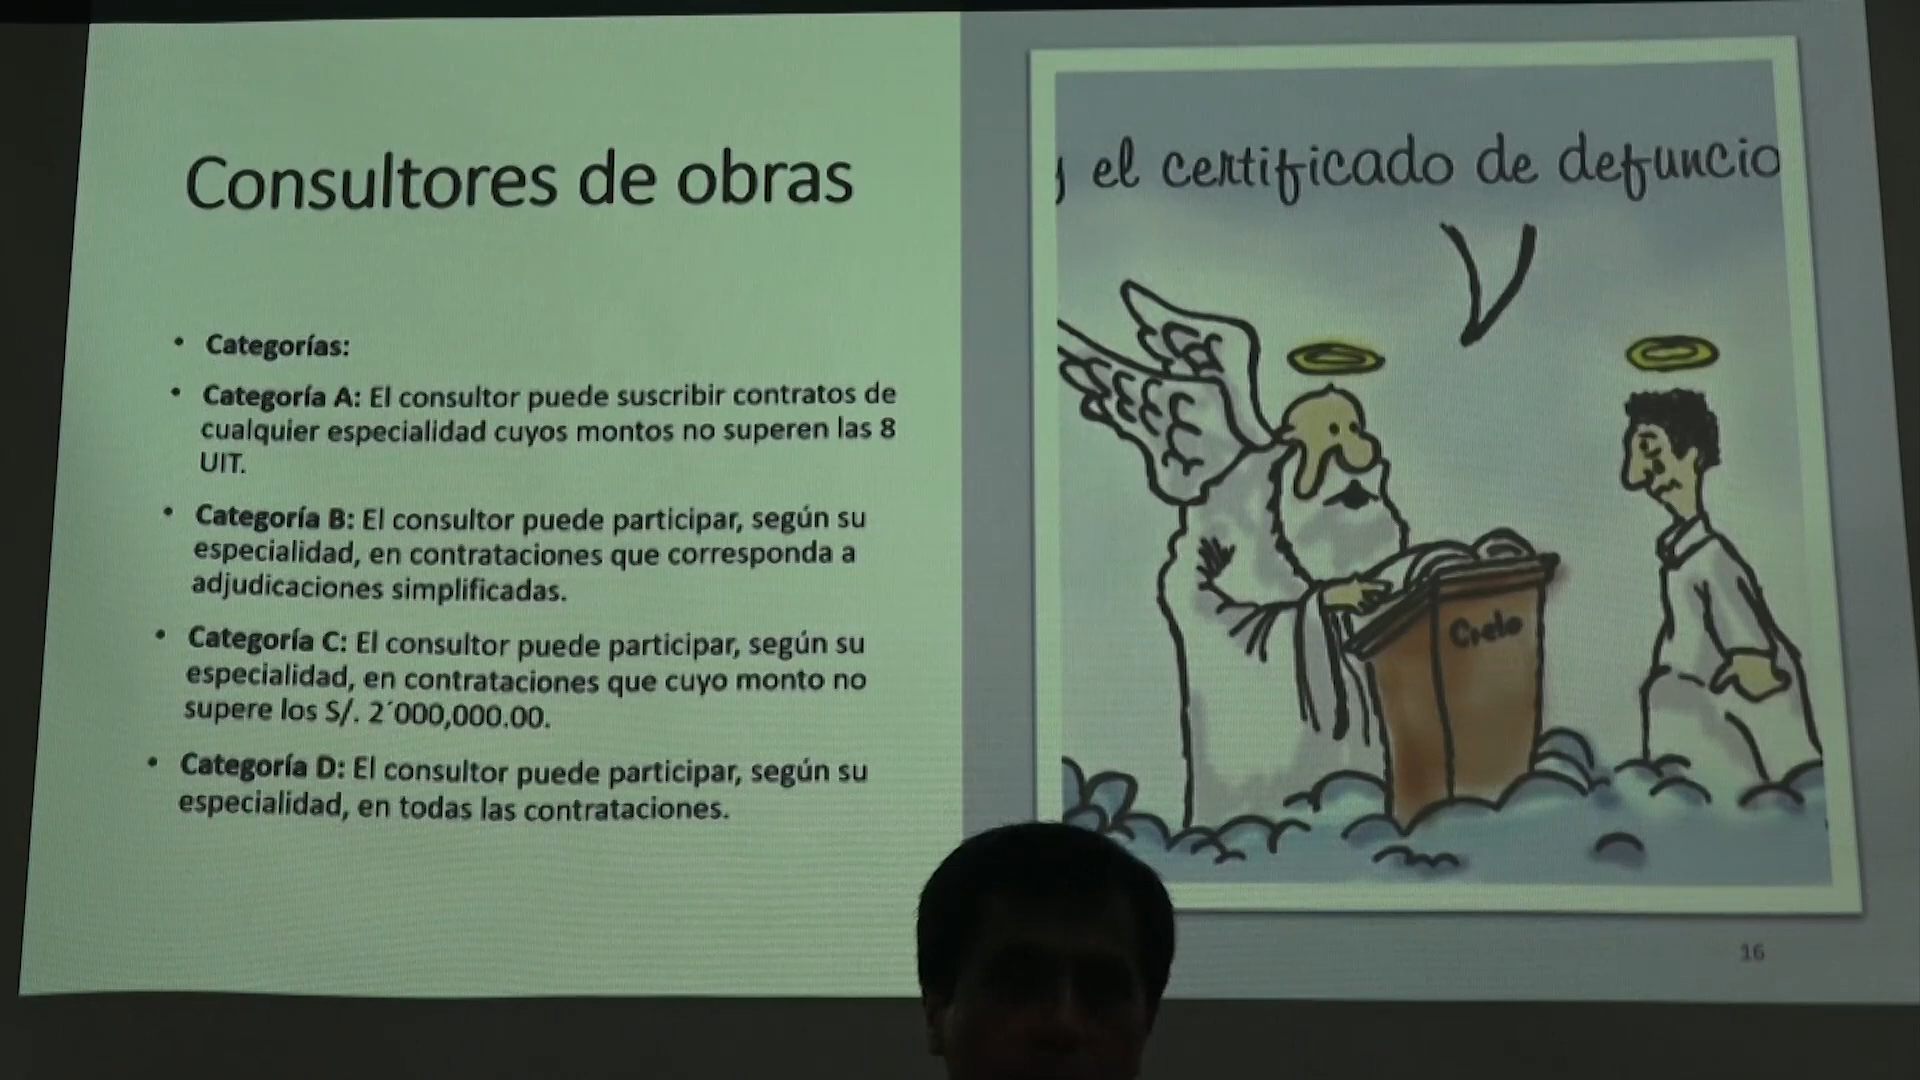 Consultores de obras
• Categorías:
• Categoría A: El consultor puede suscribir contratos de
cualquier especialidad cuyos montos no superen las 8
UIT.
• Categoría B: El consultor puede participar, según su
especialidad, en contrataciones que corresponda a
adjudicaciones simplificadas.
• Categoría C: El consultor puede participar, según su
especialidad, en contrataciones que cuyo monto no
supere los S/. 2´000,000.00.
• Categoría D: El consultor puede participar, según su
especialidad, en todas las contrataciones.
y el certificado de defuncio
Cielo
16